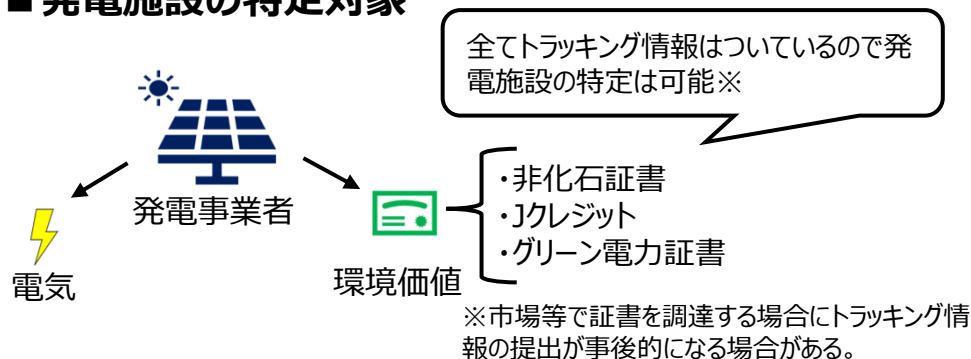 ■発電施設の特定対象
全てトラッキング情報はついているので発
電施設の特定は可能※
発電事業者
・非化石証書
・Jクレジット
・グリーン電力証書
電気
環境価値
※市場等で証書を調達する場合にトラッキング情
報の提出が事後的になる場合がある。